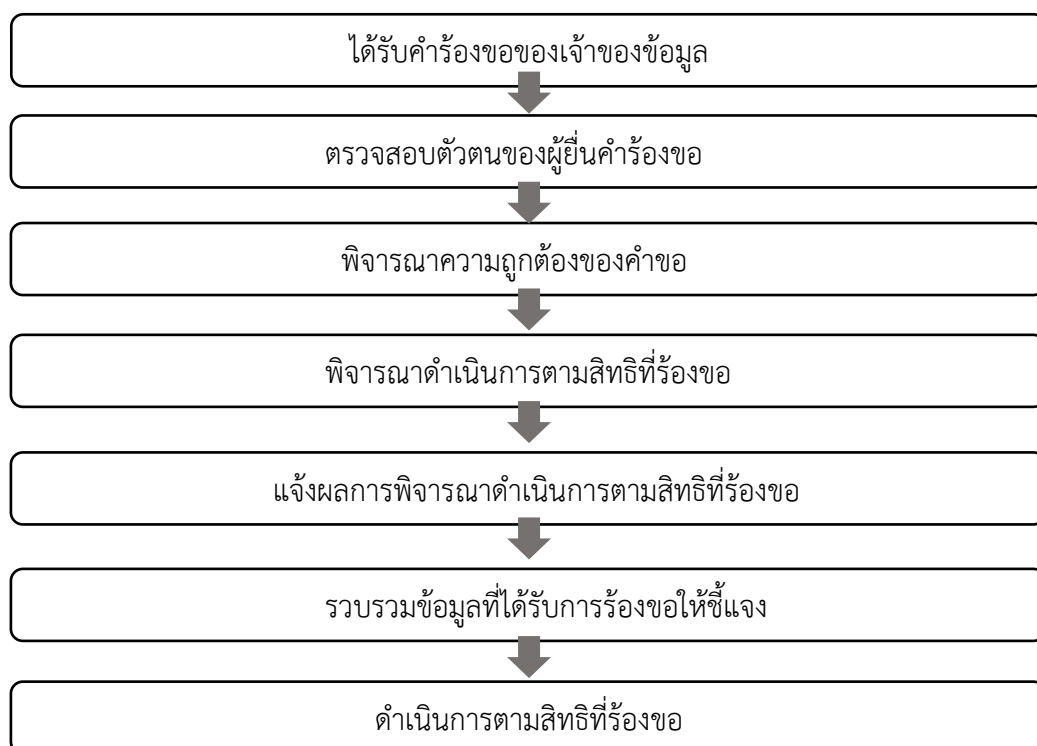 ได้รับคำร้องขอของเจ้าของข้อมูล
ตรวจสอบตัวตนของผู้ยื่นคำร้องขอ
พิจารณาความถูกต้องของคำขอ
พิจารณาดำเนินการตามสิทธิที่ร้องขอ
แจ้งผลการพิจารณาดำเนินการตามสิทธิที่ร้องขอ
รวบรวมข้อมูลที่ได้รับการร้องขอให้ชี้แจง
ดำเนินการตามสิทธิที่ร้องขอ